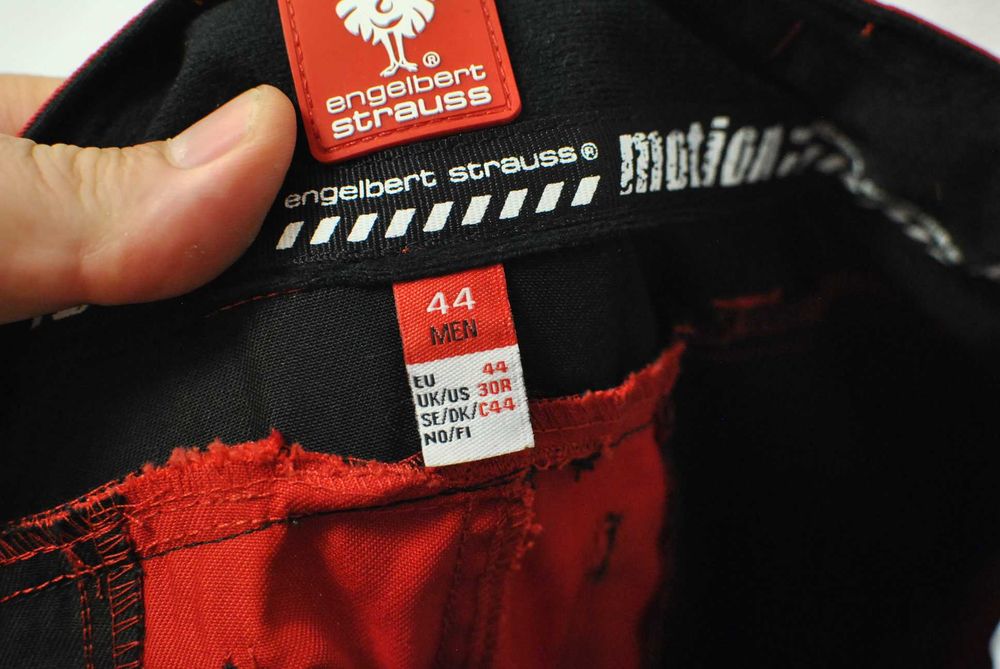 ®
engelbert
strauss
engelbert strauss® motion
44
MEN
EU 44
UK/US 30R
SE/DK/ C44
NO/FI